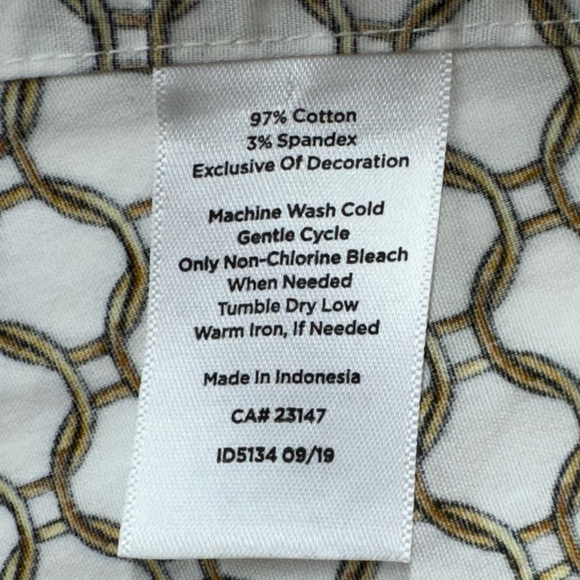 97% Cotton
3% Spandex
Exclusive Of Decoration
Machine Wash Cold
Gentle Cycle
Only Non-Chlorine Bleach
When Needed
Tumble Dry Low
Warm Iron, If Needed
Made In Indonesia
CA# 23147
ID5134 09/19